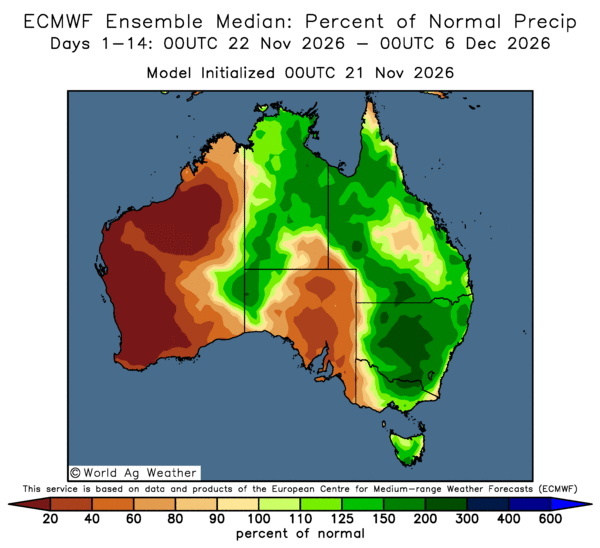 ECMWF Ensemble Median: Percent of Normal Precip
Days 1–14: 00UTC 22 Nov 2026 – 00UTC 6 Dec 2026
Model Initialized 00UTC 21 Nov 2026
© World Ag Weather
This service is based on data and products of the European Centre for Medium-range Weather Forecasts (ECMWF)
20 40 60 80 90 100 110 125 150 200 300 400 600
percent of normal